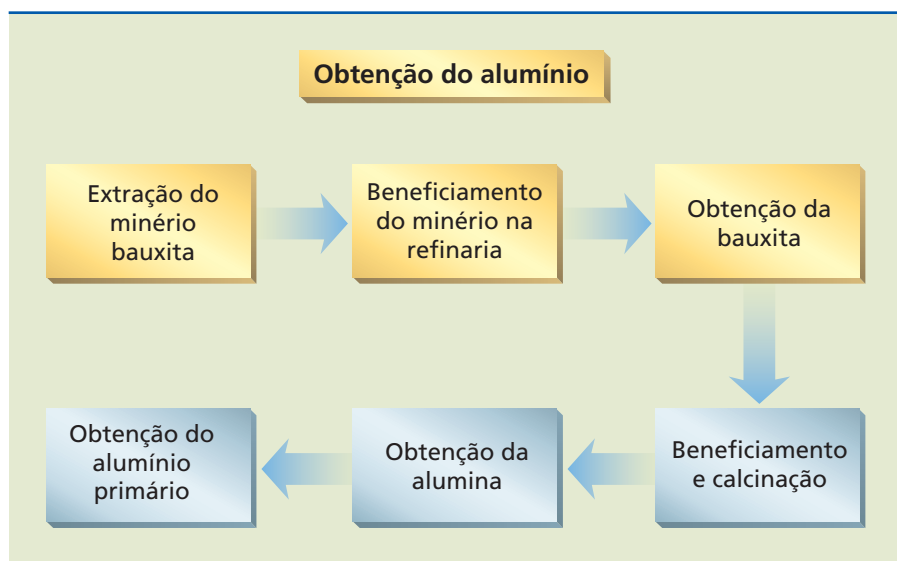 Obtenção do alumínio
Extração do
minério
bauxita
Beneficiamento
do minério na
refinaria
Obtenção da
bauxita
Beneficiamento
e calcinação
Obtenção da
alumina
Obtenção do
alumínio
primário